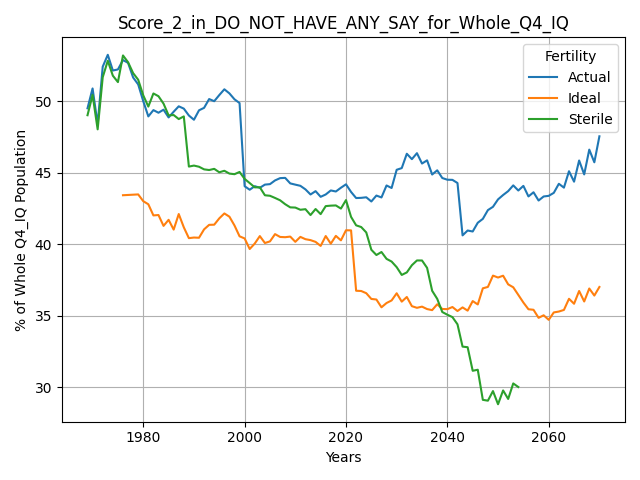 Score_2_in_DO_NOT_HAVE_ANY_SAY_for_Whole_Q4_IQ
Fertility
Actual
Ideal
Sterile
% of Whole Q4_IQ Population
50
45
40
35
30
1980
2000
2020
2040
2060
Years